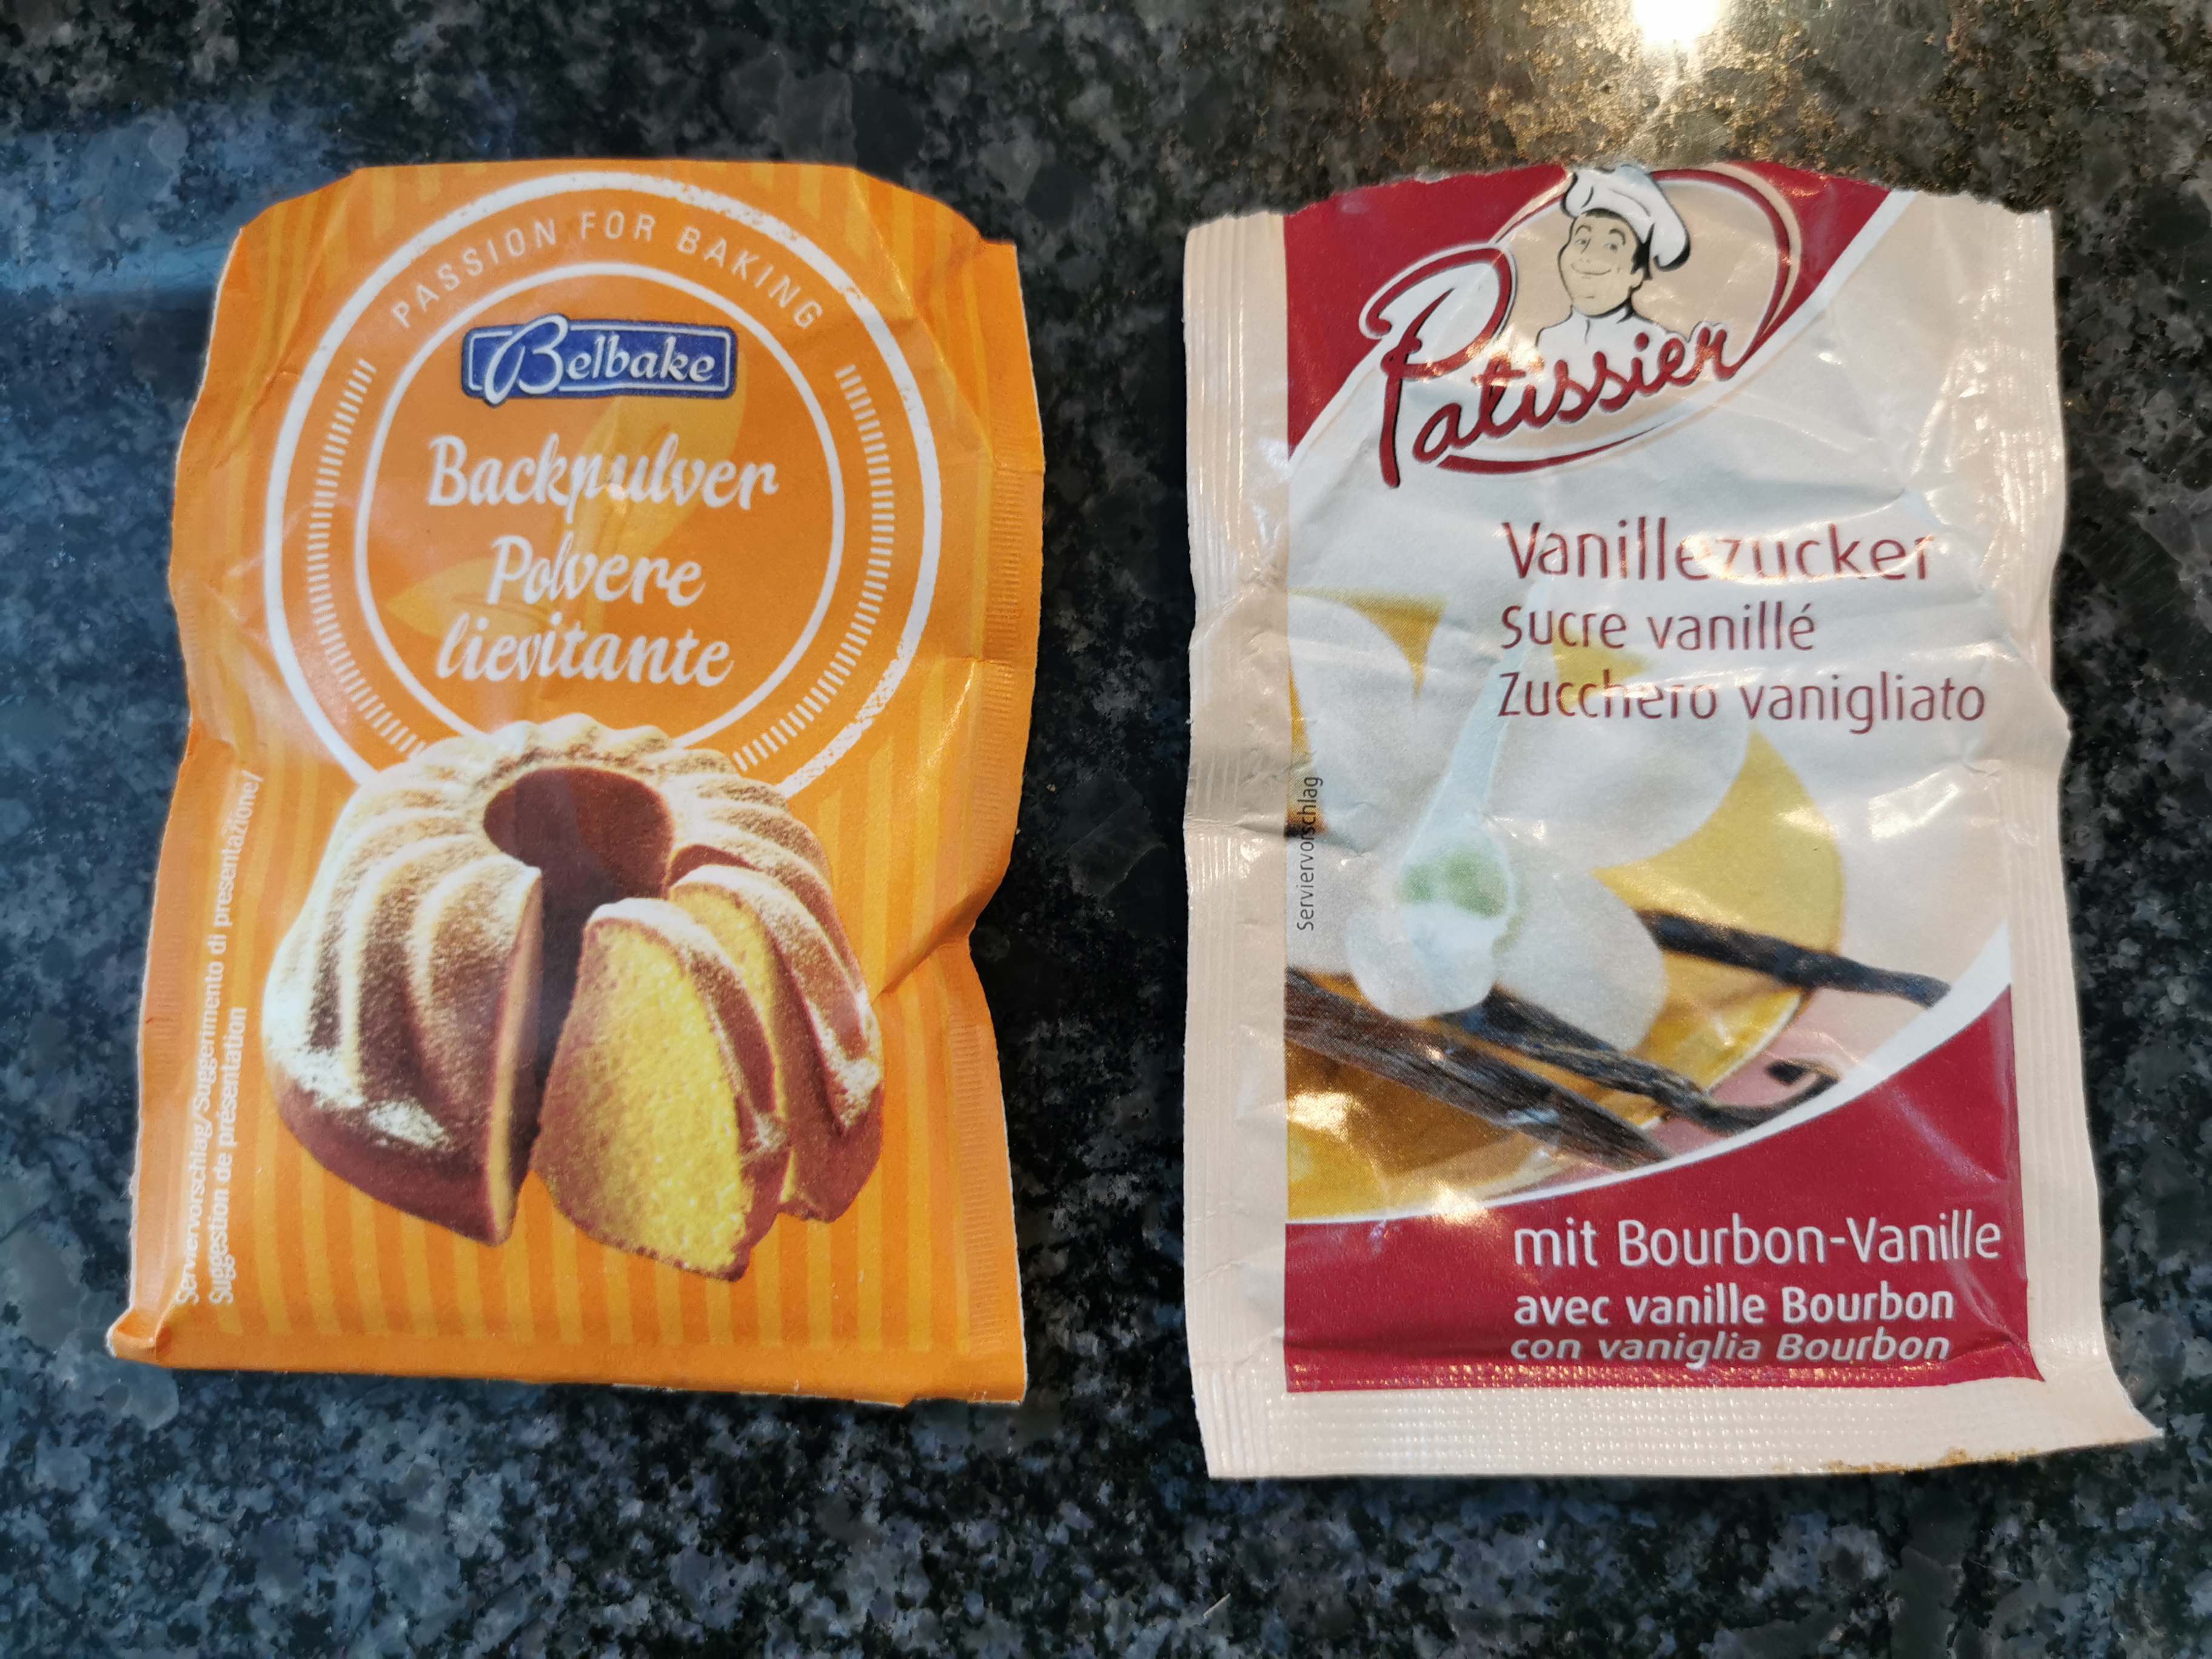 PASSION FOR BAKING
Belbake
Backpulver
Polvere
lievitante
Serviervorschlag/Suggerimento di presentazione/
Suggestion de présentation
Patissier
Vanillezucker
Sucre vanillé
Zucchero vanigliato
Serviervorschlag
mit Bourbon-Vanille
avec vanille Bourbon
con vaniglia Bourbon